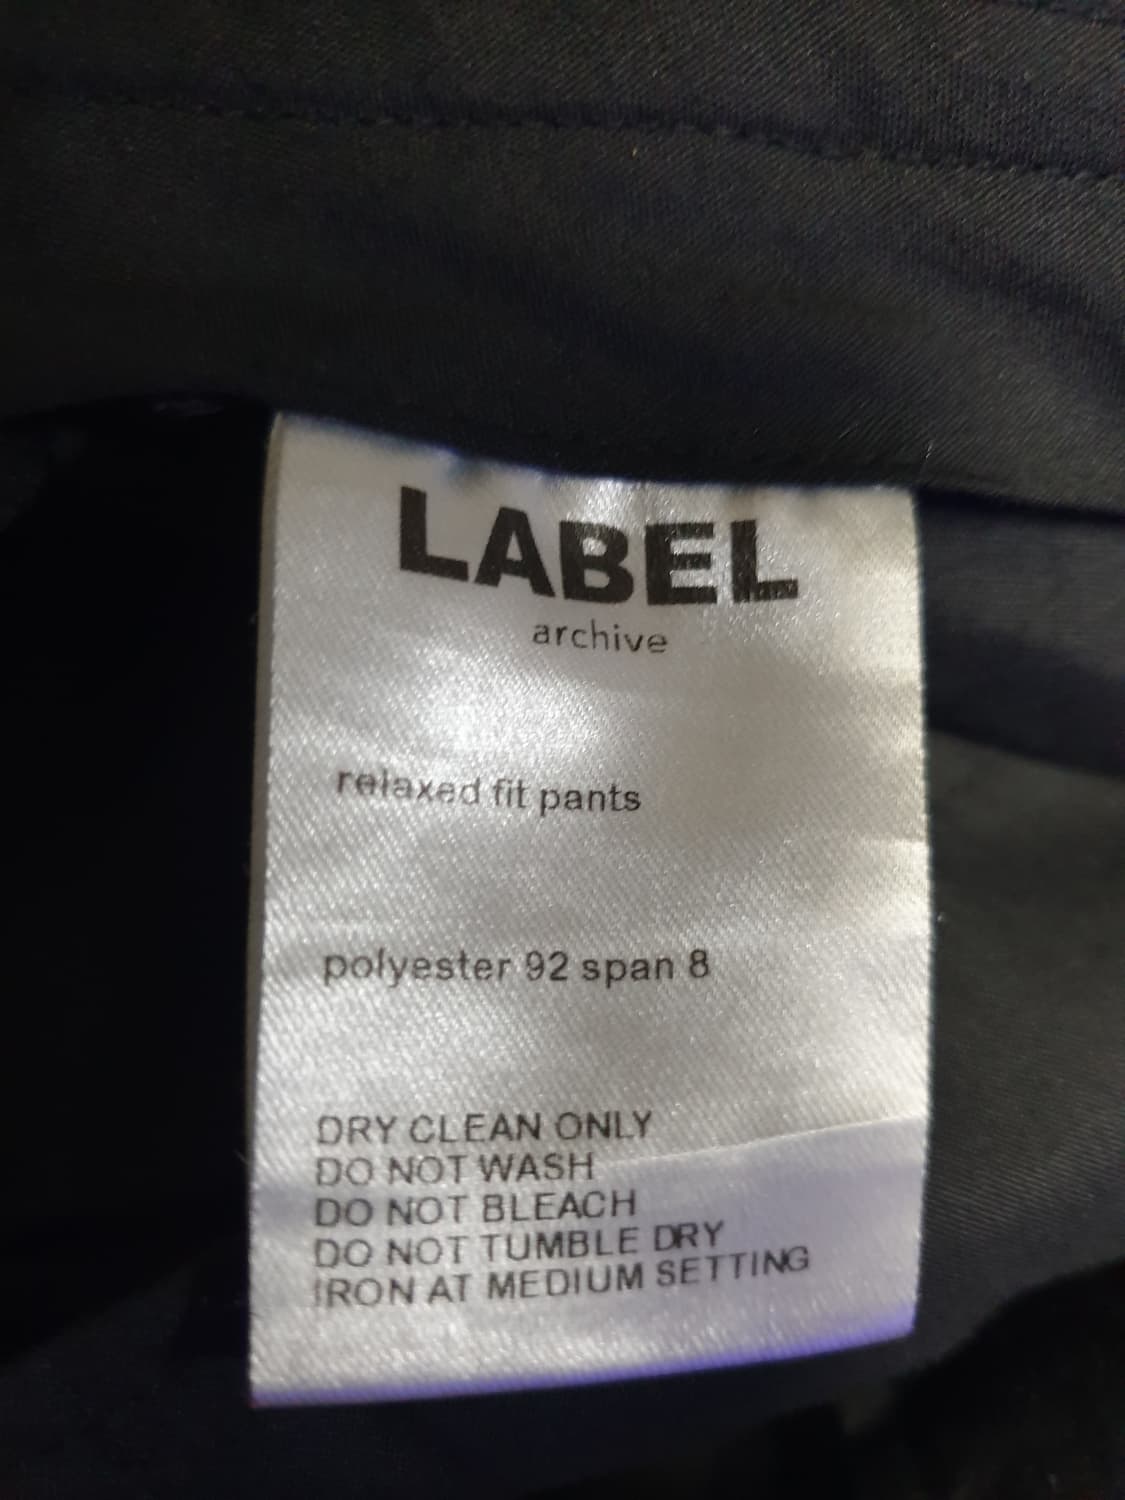 LABEL
archive
relaxed fit pants
polyester 92 span 8
DRY CLEAN ONLY
DO NOT WASH
DO NOT BLEACH
DO NOT TUMBLE DRY
IRON AT MEDIUM SETTING